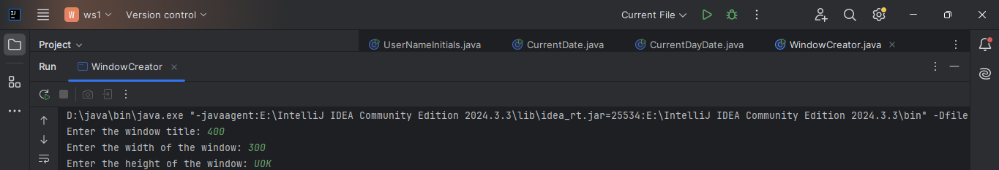 W ws1 Version control Current File
Project UserNameInitials.java CurrentDate.java CurrentDayDate.java WindowCreator.java
Run WindowCreator
D:\java\bin\java.exe "-javaagent:E:\IntelliJ IDEA Community Edition 2024.3.3\lib\idea_rt.jar=25534:E:\IntelliJ IDEA Community Edition 2024.3.3\bin" -Dfile
Enter the window title: 400
Enter the width of the window: 300
Enter the height of the window: UOK